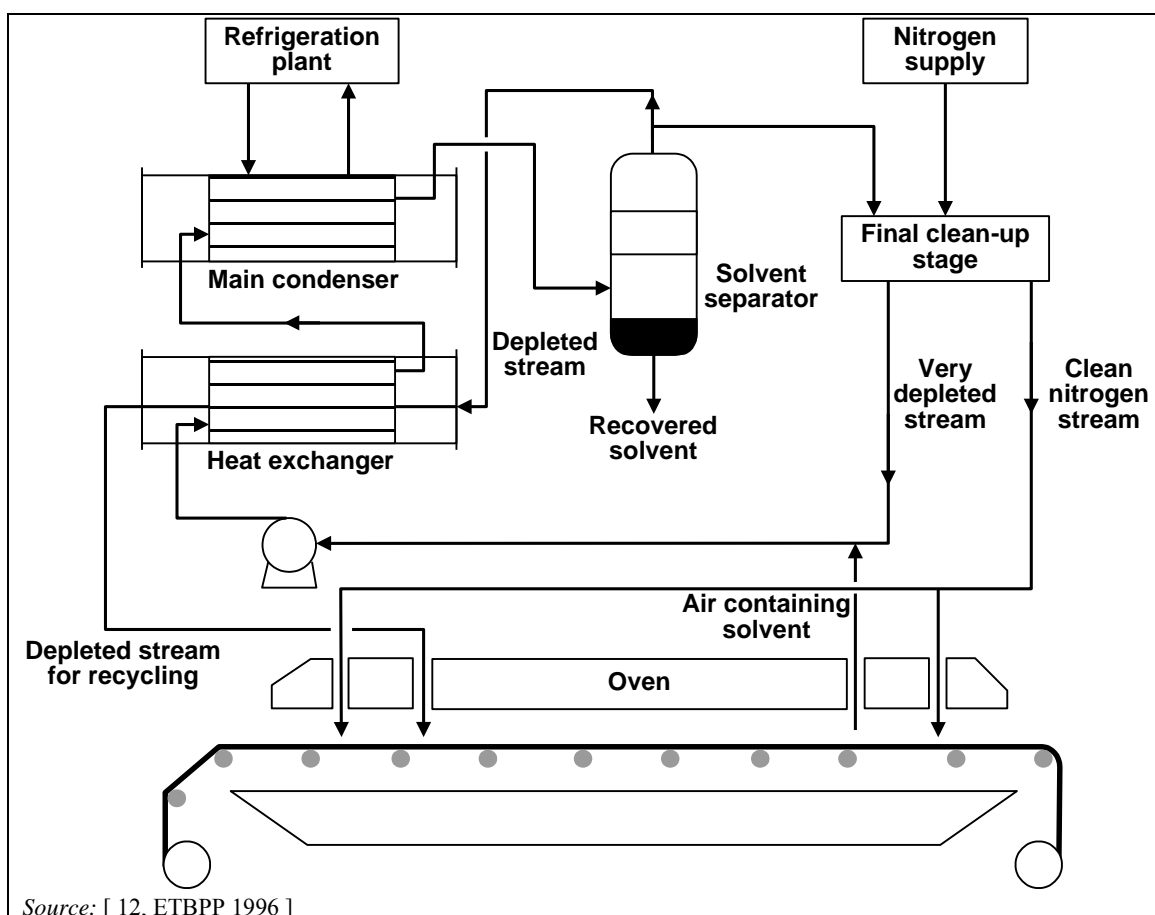 Refrigeration
plant
Nitrogen
supply
Final clean-up
stage
Main condenser
Solvent
separator
Depleted
stream
Very
depleted
stream
Clean
nitrogen
stream
Recovered
solvent
Heat exchanger
Air containing
solvent
Depleted stream
for recycling
Oven
Source: [ 12, ETBPP 1996 ]